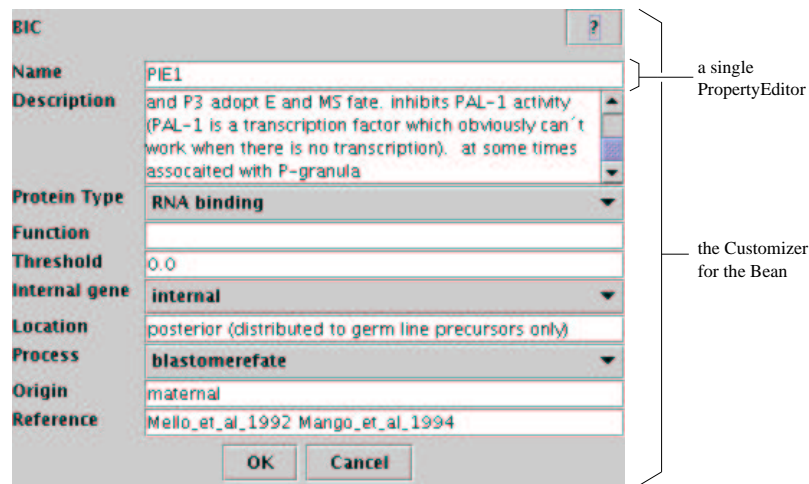 BIC ?
Name PIE1
Description and P3 adopt E and MS fate. inhibits PAL-1 activity
(PAL-1 is a transcription factor which obviously can´t
work when there is no transcription). at some times
assocaited with P-granula
Protein Type RNA binding
Function
Threshold 0.0
Internal gene internal
Location posterior (distributed to germ line precursors only)
Process blastomerefate
Origin maternal
Reference Mello_et_al_1992 Mango_et_al_1994
OK Cancel
a single
PropertyEditor
the Customizer
for the Bean